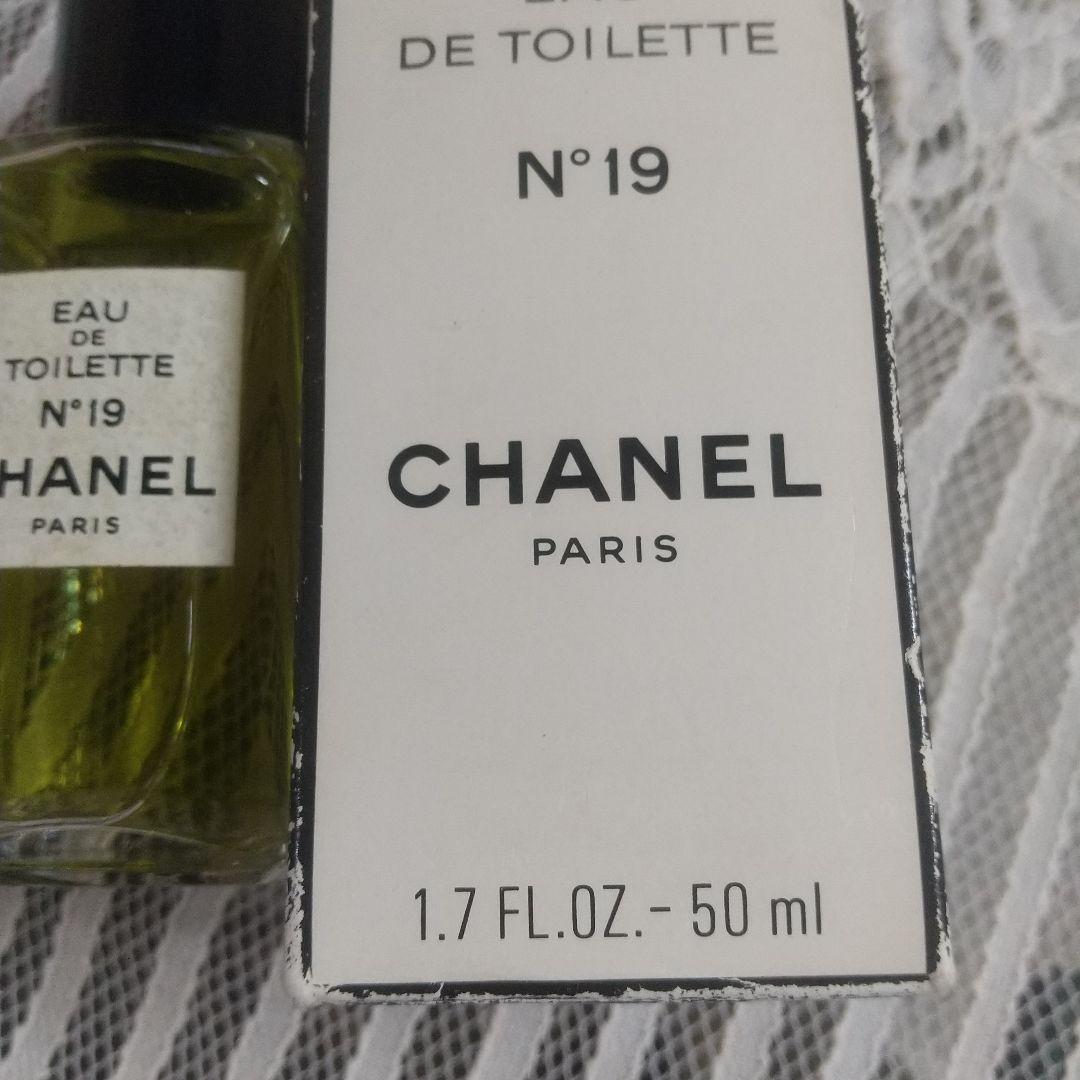 EAU
DE
TOILETTE
N°19
HANEL
PARIS
DE TOILETTE
N°19
CHANEL
PARIS
1.7 FL.OZ.- 50 ml